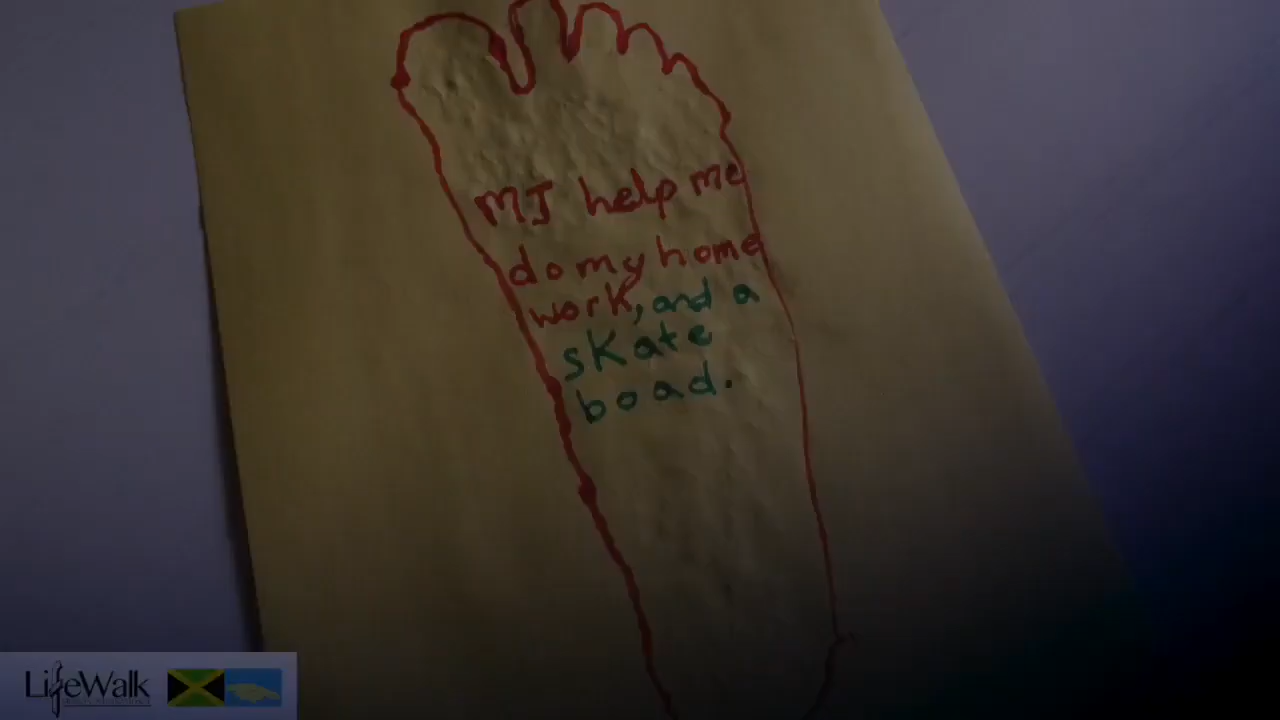 MJ help me
do my home
work, and a
skate
boad.
LifeWalk